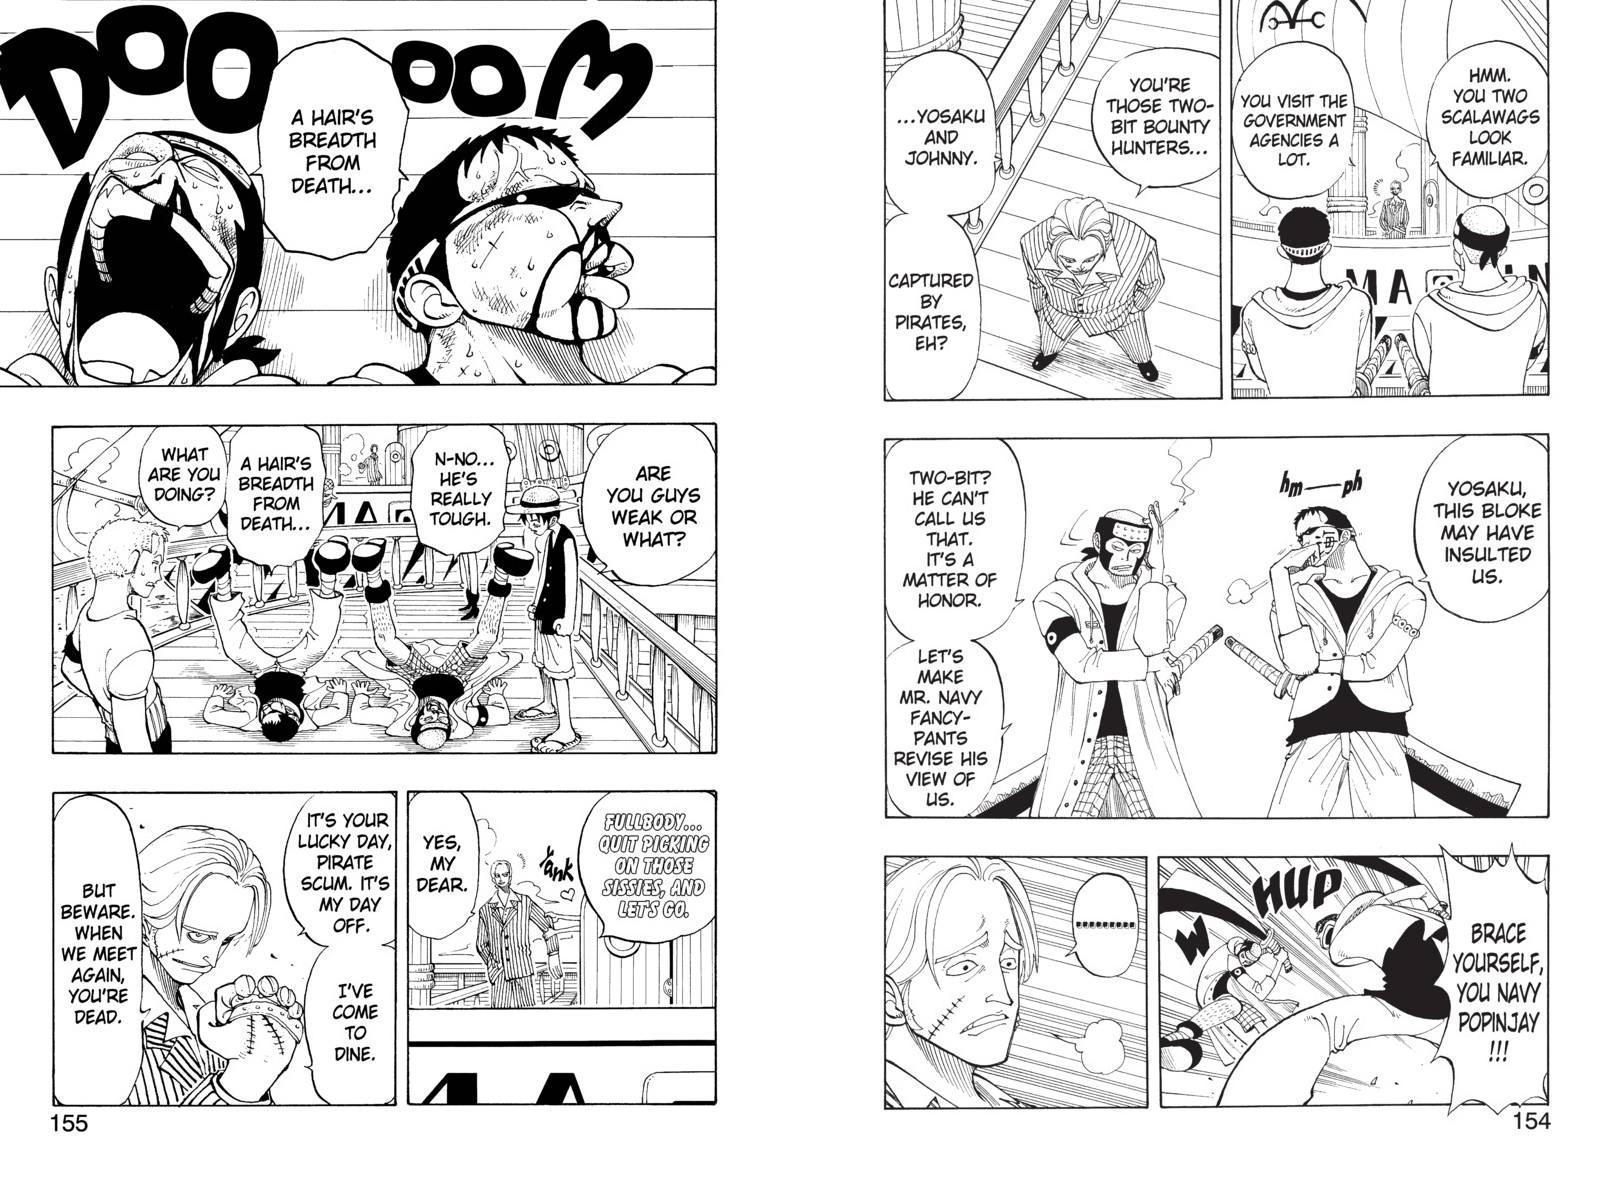 HMM.
YOU TWO
SCALAWAGS
LOOK
FAMILIAR.
YOU VISIT THE
GOVERNMENT
AGENCIES A
LOT.
YOU'RE
THOSE TWO-
BIT BOUNTY
HUNTERS...
...YOSAKU
AND
JOHNNY.
CAPTURED
BY
PIRATES,
EH?
YOSAKU,
THIS BLOKE
MAY HAVE
INSULTED
US.
hm——ph
TWO-BIT?
HE CAN'T
CALL US
THAT.
IT'S A
MATTER OF
HONOR.
LET'S
MAKE
MR. NAVY
FANCY-
PANTS
REVISE HIS
VIEW OF
US.
BRACE
YOURSELF,
YOU NAVY
POPINJAY
!!!
HUP
W
..........
154
DOOOOOM
A HAIR'S
BREADTH
FROM
DEATH...
ARE
YOU GUYS
WEAK OR
WHAT?
N-NO...
HE'S
REALLY
TOUGH.
A HAIR'S
BREADTH
FROM
DEATH...
WHAT
ARE YOU
DOING?
FULLBODY...
QUIT PICKING
ON THOSE
SISSIES, AND
LET'S GO.
yank
YES,
MY
DEAR.
IT'S YOUR
LUCKY DAY,
PIRATE
SCUM. IT'S
MY DAY
OFF.
I'VE
COME
TO
DINE.
BUT
BEWARE.
WHEN
WE MEET
AGAIN,
YOU'RE
DEAD.
155